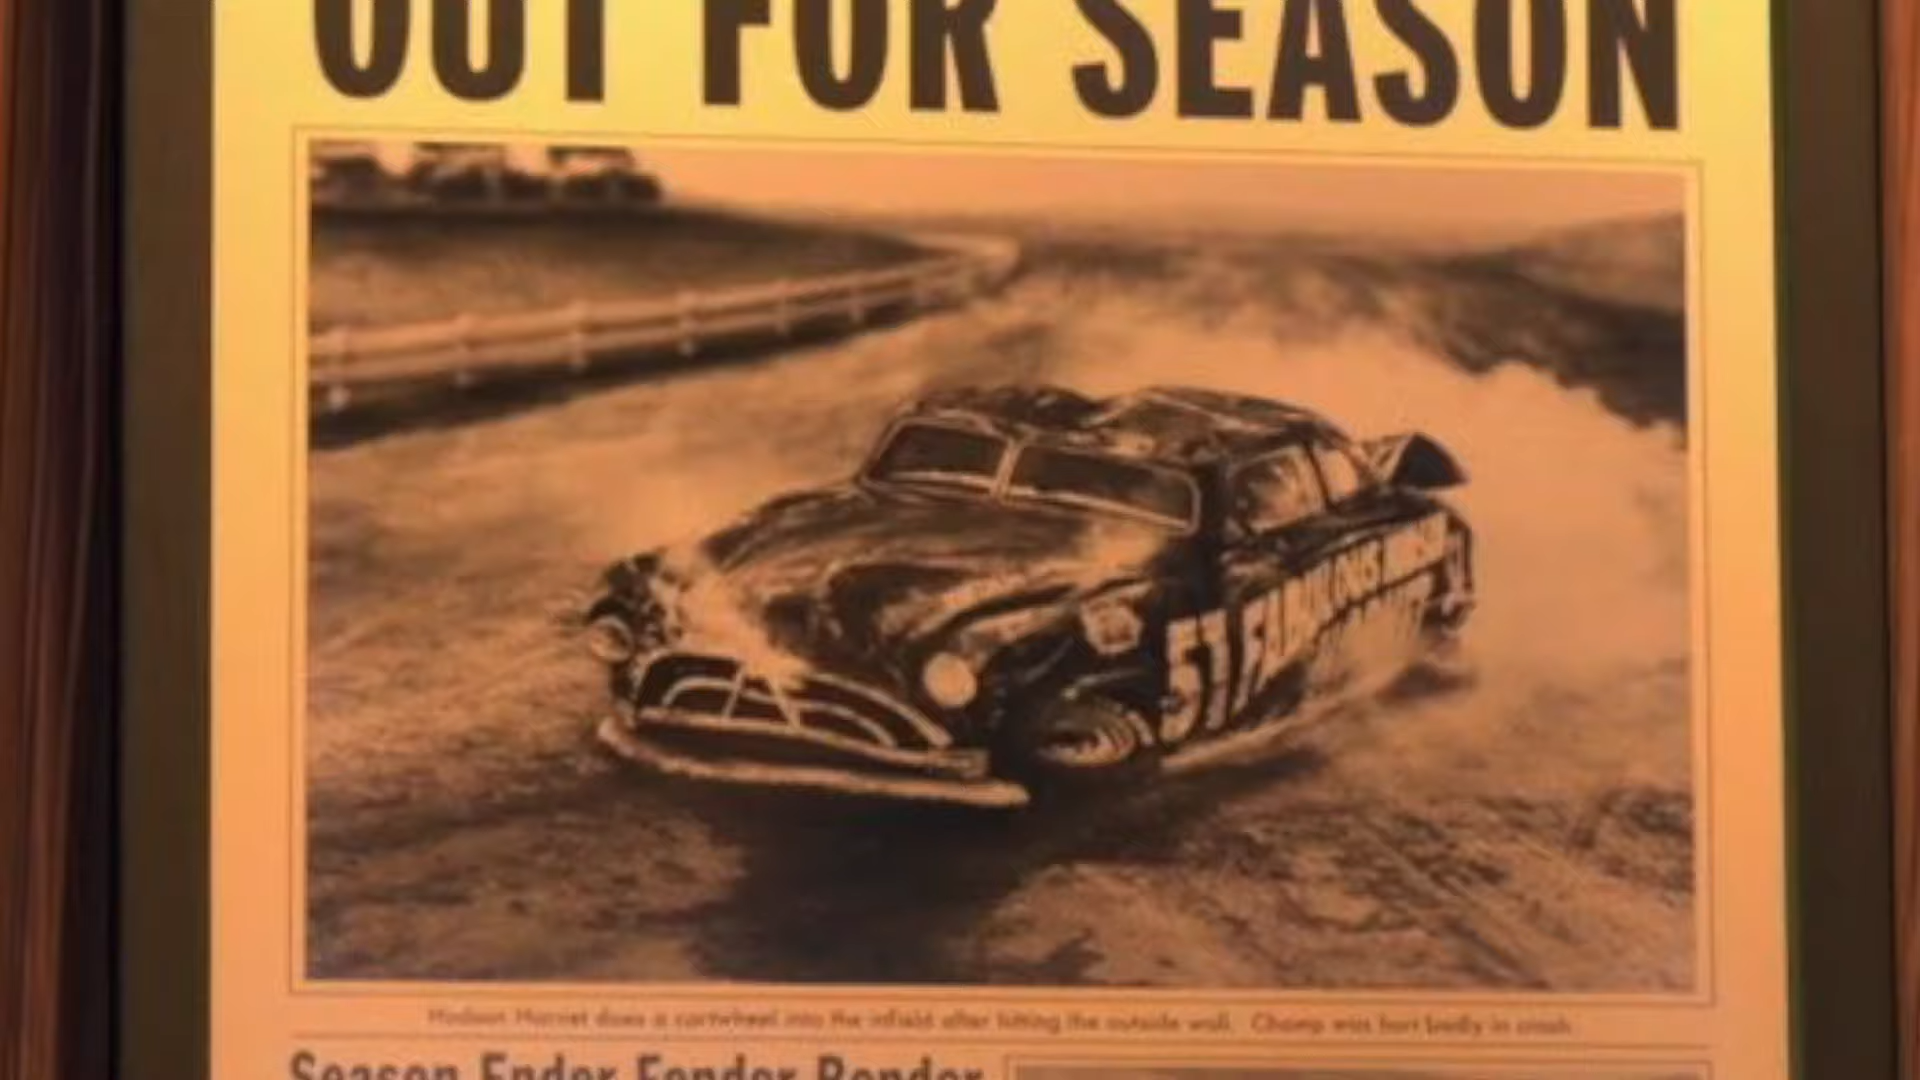 OUT FOR SEASON
51 FABULOUS
Hudson Hornet does a cartwheel into the infield after hitting the outside wall. Champ was hurt badly in crash.
Season Ender Fender Bender